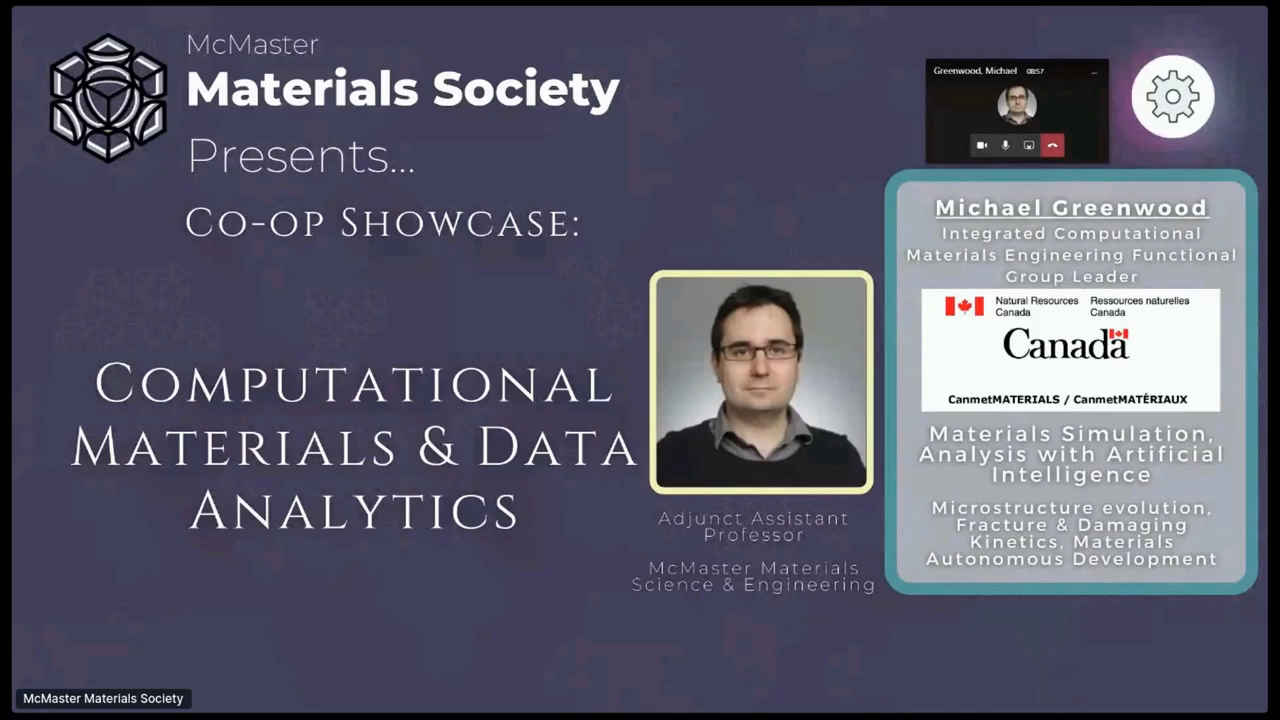 McMaster
Materials Society
Presents...
Co-op Showcase:
Computational
Materials & Data
Analytics
Adjunct Assistant
Professor
McMaster Materials
Science & Engineering
Greenwood, Michael 08:57
Michael Greenwood
Integrated Computational
Materials Engineering Functional
Group Leader
Natural Resources Ressources naturelles
Canada Canada
Canada
CanmetMATERIALS / CanmetMATÉRIAUX
Materials Simulation,
Analysis with Artificial
Intelligence
Microstructure evolution,
Fracture & Damaging
Kinetics, Materials
Autonomous Development
McMaster Materials Society